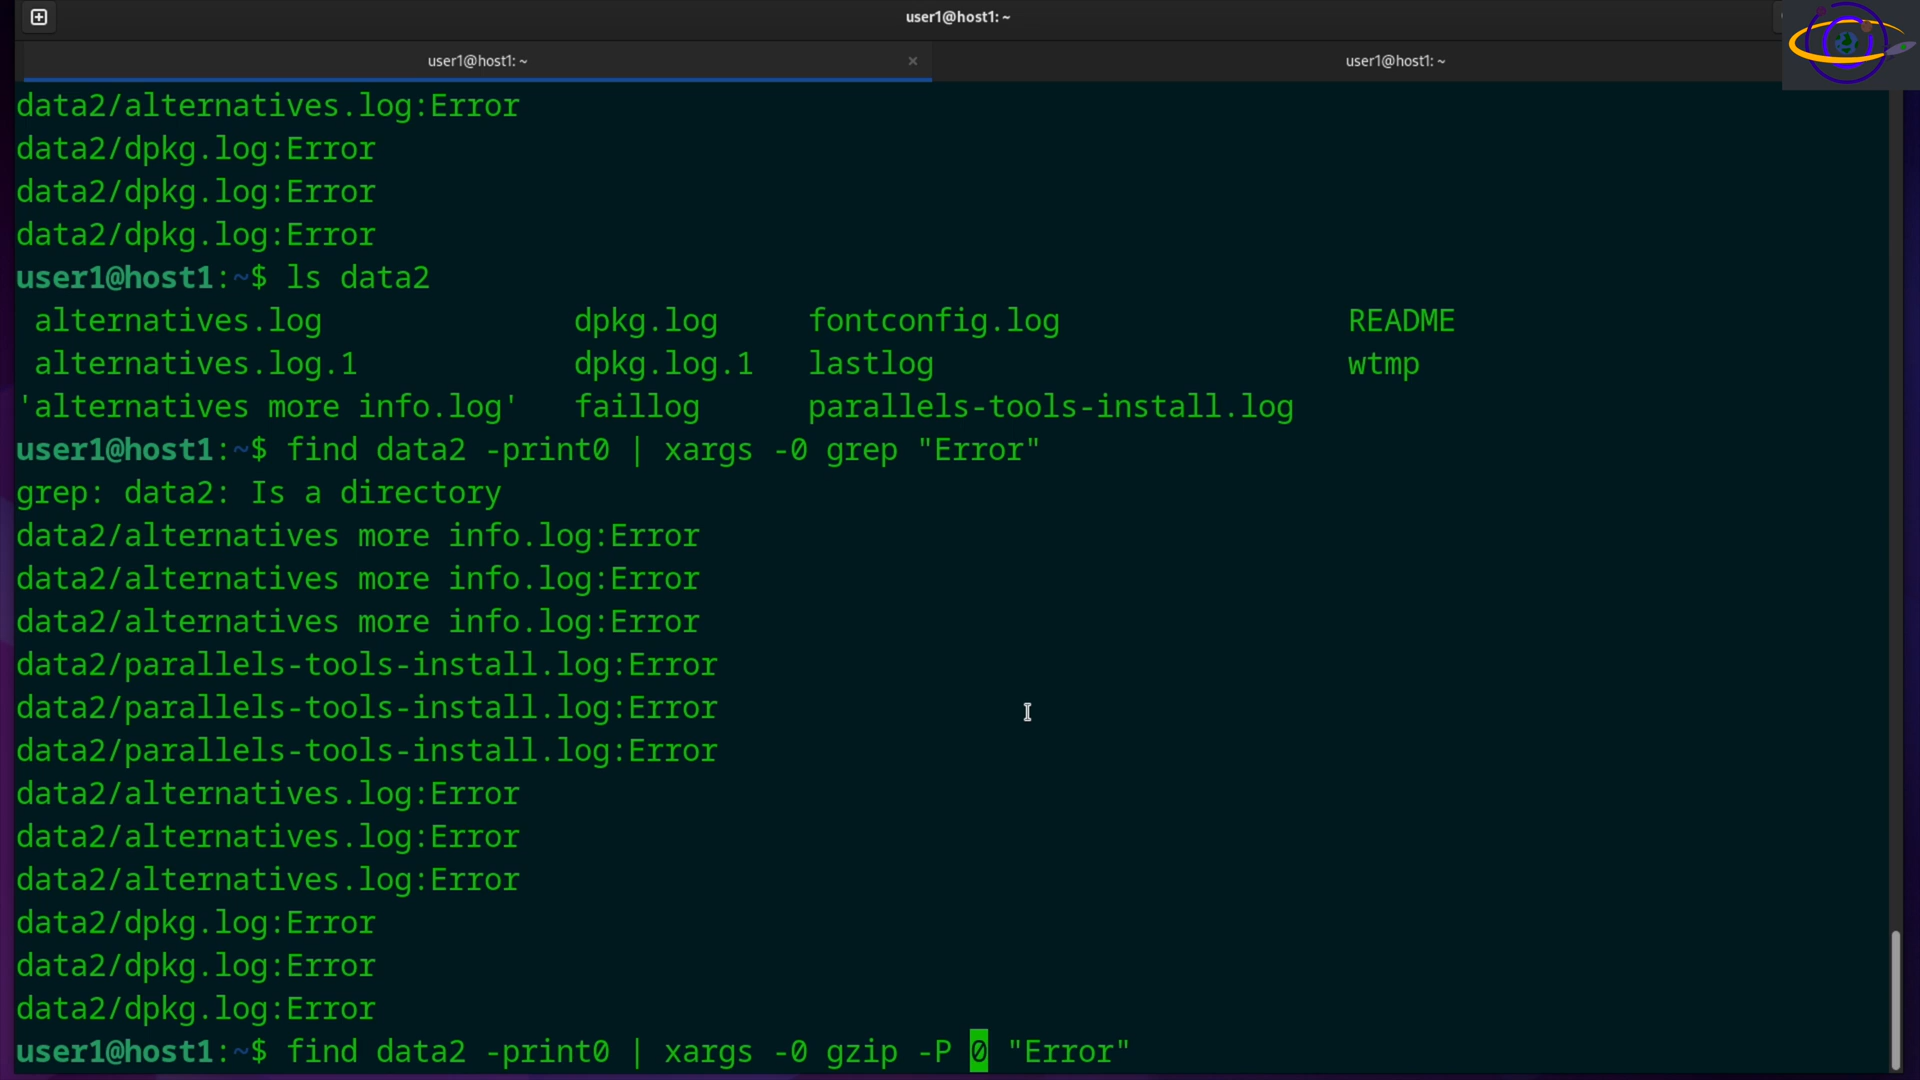 user1@host1: ~
user1@host1: ~ × user1@host1: ~
data2/alternatives.log:Error
data2/dpkg.log:Error
data2/dpkg.log:Error
data2/dpkg.log:Error
user1@host1:~$ ls data2
alternatives.log dpkg.log fontconfig.log README
alternatives.log.1 dpkg.log.1 lastlog wtmp
'alternatives more info.log' faillog parallels-tools-install.log
user1@host1:~$ find data2 -print0 | xargs -0 grep "Error"
grep: data2: Is a directory
data2/alternatives more info.log:Error
data2/alternatives more info.log:Error
data2/alternatives more info.log:Error
data2/parallels-tools-install.log:Error
data2/parallels-tools-install.log:Error
data2/parallels-tools-install.log:Error
data2/alternatives.log:Error
data2/alternatives.log:Error
data2/alternatives.log:Error
data2/dpkg.log:Error
data2/dpkg.log:Error
data2/dpkg.log:Error
user1@host1:~$ find data2 -print0 | xargs -0 gzip -P 0 "Error"